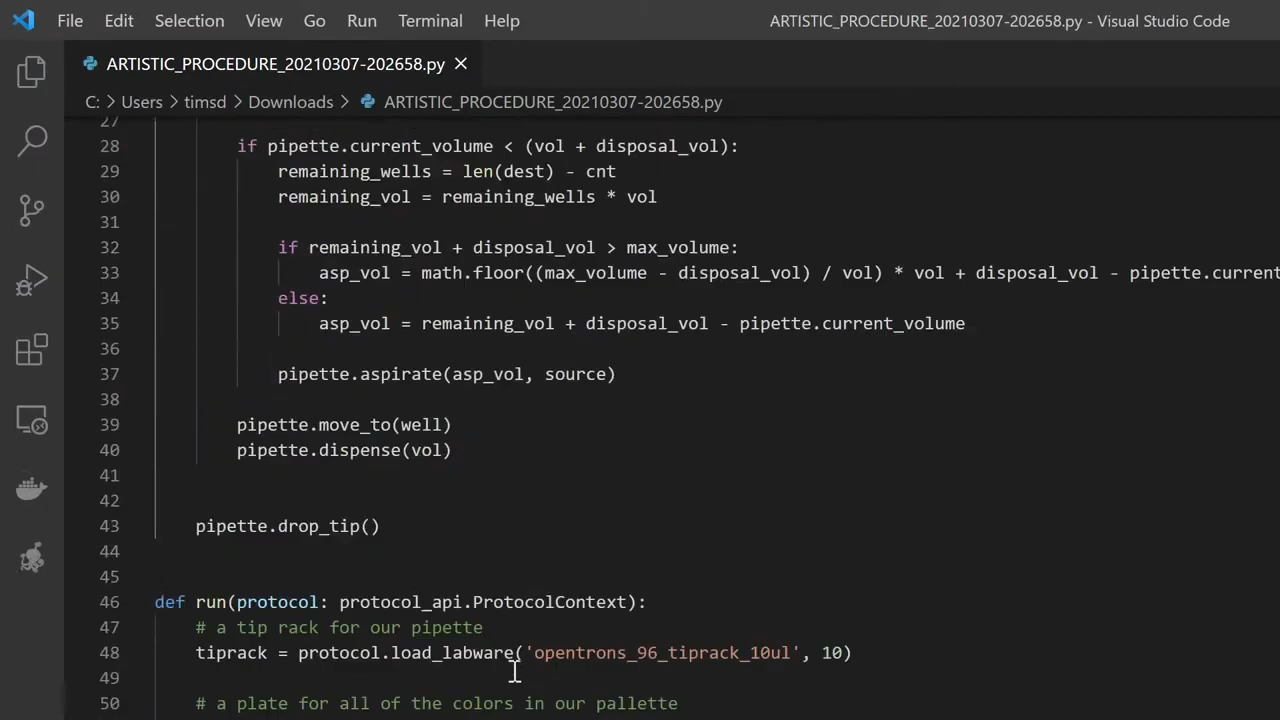 File Edit Selection View Go Run Terminal Help ARTISTIC_PROCEDURE_20210307-202658.py - Visual Studio Code
ARTISTIC_PROCEDURE_20210307-202658.py
C: > Users > timsd > Downloads > ARTISTIC_PROCEDURE_20210307-202658.py
27
28 if pipette.current_volume < (vol + disposal_vol):
29 remaining_wells = len(dest) - cnt
30 remaining_vol = remaining_wells * vol
31
32 if remaining_vol + disposal_vol > max_volume:
33 asp_vol = math.floor((max_volume - disposal_vol) / vol) * vol + disposal_vol - pipette.current
34 else:
35 asp_vol = remaining_vol + disposal_vol - pipette.current_volume
36
37 pipette.aspirate(asp_vol, source)
38
39 pipette.move_to(well)
40 pipette.dispense(vol)
41
42
43 pipette.drop_tip()
44
45
46 def run(protocol: protocol_api.ProtocolContext):
47 # a tip rack for our pipette
48 tiprack = protocol.load_labware('opentrons_96_tiprack_10ul', 10)
49
50 # a plate for all of the colors in our pallette